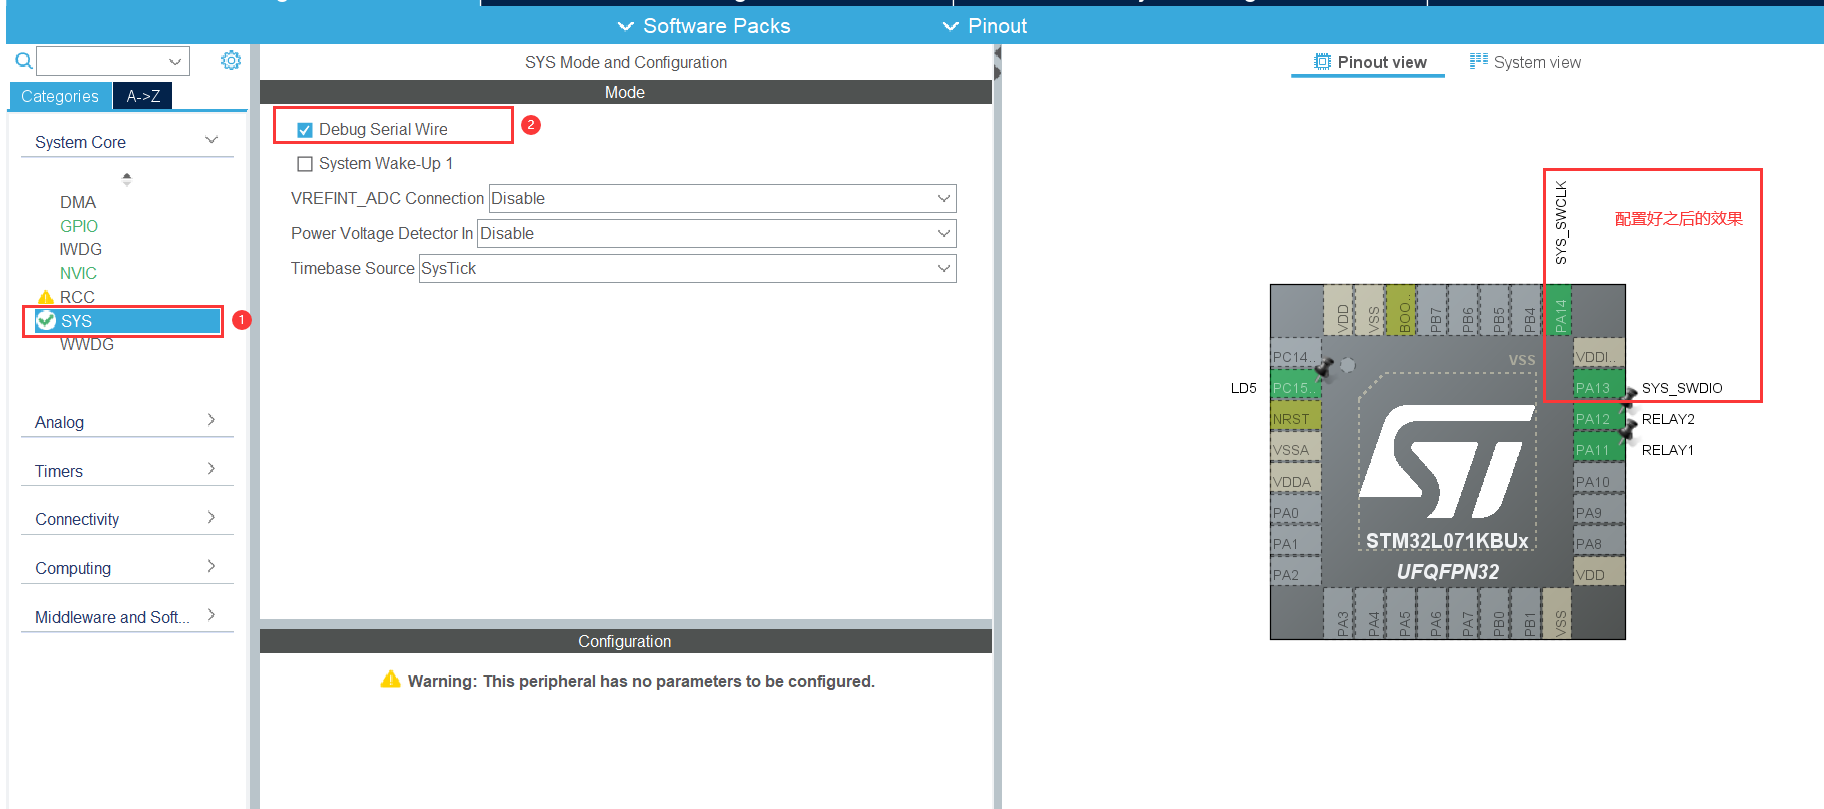 Software Packs
Pinout
Categories
A->Z
System Core
DMA
GPIO
IWDG
NVIC
RCC
SYS
1
WWDG
Analog
Timers
Connectivity
Computing
Middleware and Soft...
SYS Mode and Configuration
Mode
Debug Serial Wire
2
System Wake-Up 1
VREFINT_ADC Connection Disable
Power Voltage Detector In Disable
Timebase Source SysTick
Configuration
Warning: This peripheral has no parameters to be configured.
Pinout view
System view
SYS_SWCLK
配置好之后的效果
VDD
VSS
BOO..
PB7
PB6
PB5
PB4
PA14
PC14..
VSS
VDDI..
LD5
PC15..
PA13
SYS_SWDIO
NRST
PA12
RELAY2
VSSA
PA11
RELAY1
VDDA
PA10
PA0
PA9
PA1
PA8
PA2
VDD
ST
STM32L071KBUx
UFQFPN32
PA3
PA4
PA5
PA6
PA7
PB0
PB1
VSS